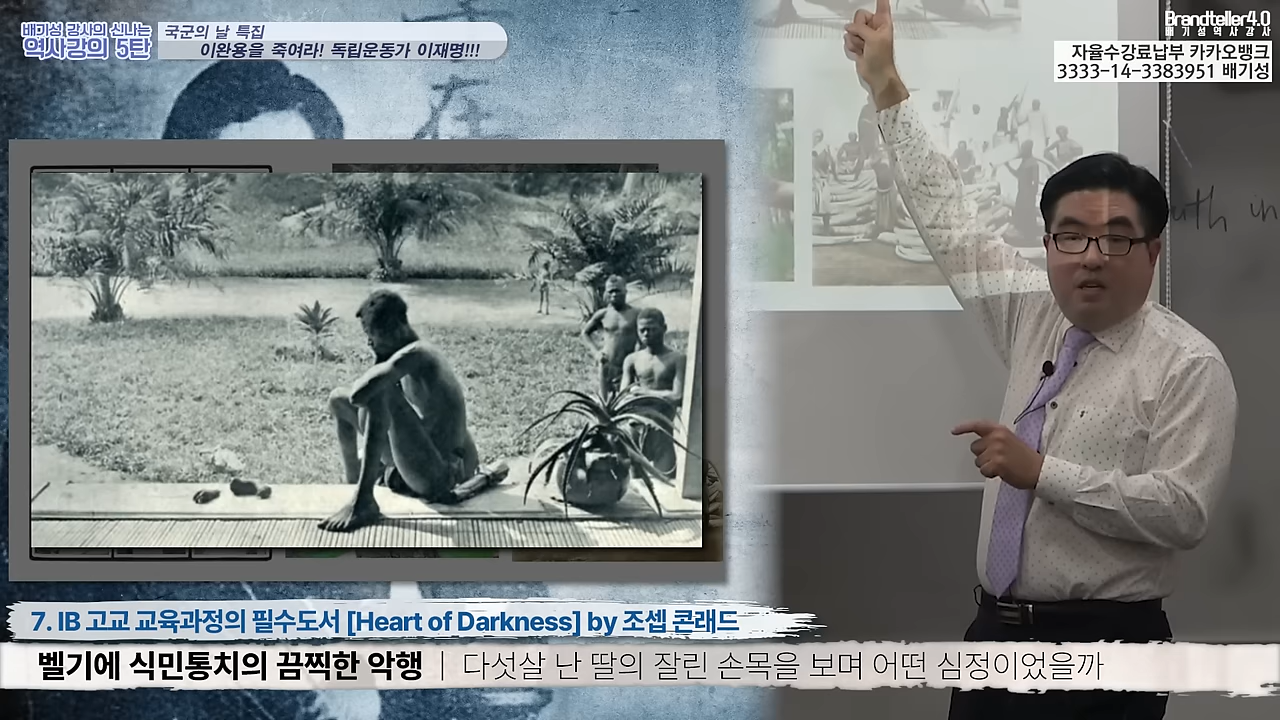 배기성 강사의 신나는
역사강의 5탄
국군의 날 특집
이완용을 죽여라! 독립운동가 이재명!!!
Brandteller4.0
배기성역사강사
자율수강료납부 카카오뱅크
3333-14-3383951 배기성
在
uth in
7. IB 고교 교육과정의 필수도서 [Heart of Darkness] by 조셉 콘래드
벨기에 식민통치의 끔찍한 악행 | 다섯살 난 딸의 잘린 손목을 보며 어떤 심정이었을까